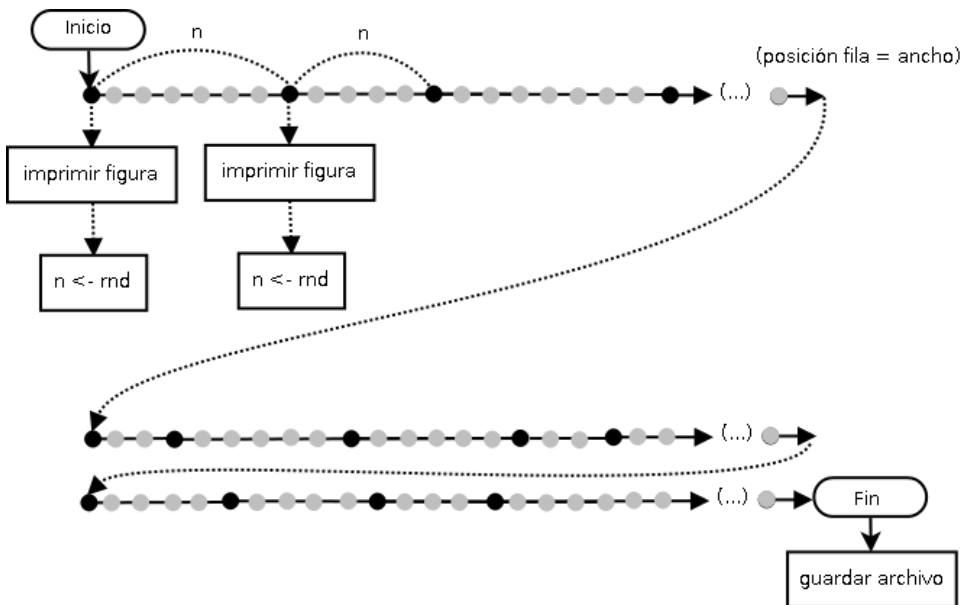 Inicio
n
n
(posición fila = ancho)
(...)
imprimir figura
imprimir figura
n <- rnd
n <- rnd
(...)
(...)
Fin
guardar archivo